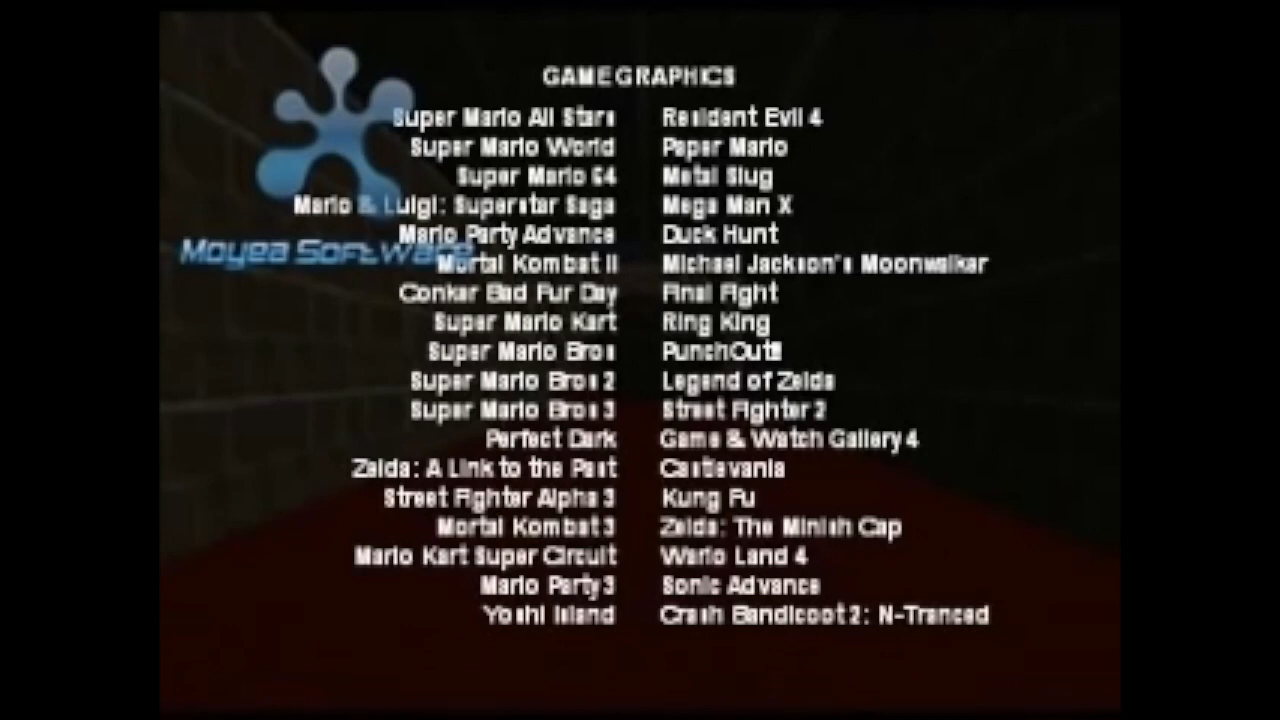 GAME GRAPHICS
Super Mario All Stars Resident Evil 4
Super Mario World Paper Mario
Super Mario 64 Metal Slug
Mario & Luigi: Superstar Saga Mega Man X
Mario Party Advance Duck Hunt
Moyea Software
Mortal Kombat II Michael Jackson's Moonwalker
Conker Bad Fur Day Final Fight
Super Mario Kart Ring King
Super Mario Bros PunchOut!!
Super Mario Bros 2 Legend of Zelda
Super Mario Bros 3 Street Fighter 2
Perfect Dark Game & Watch Gallery 4
Zelda: A Link to the Past Castlevania
Street Fighter Alpha 3 Kung Fu
Mortal Kombat 3 Zelda: The Minish Cap
Mario Kart Super Circuit Wario Land 4
Mario Party 3 Sonic Advance
Yoshi Island Crash Bandicoot 2: N-Tranced